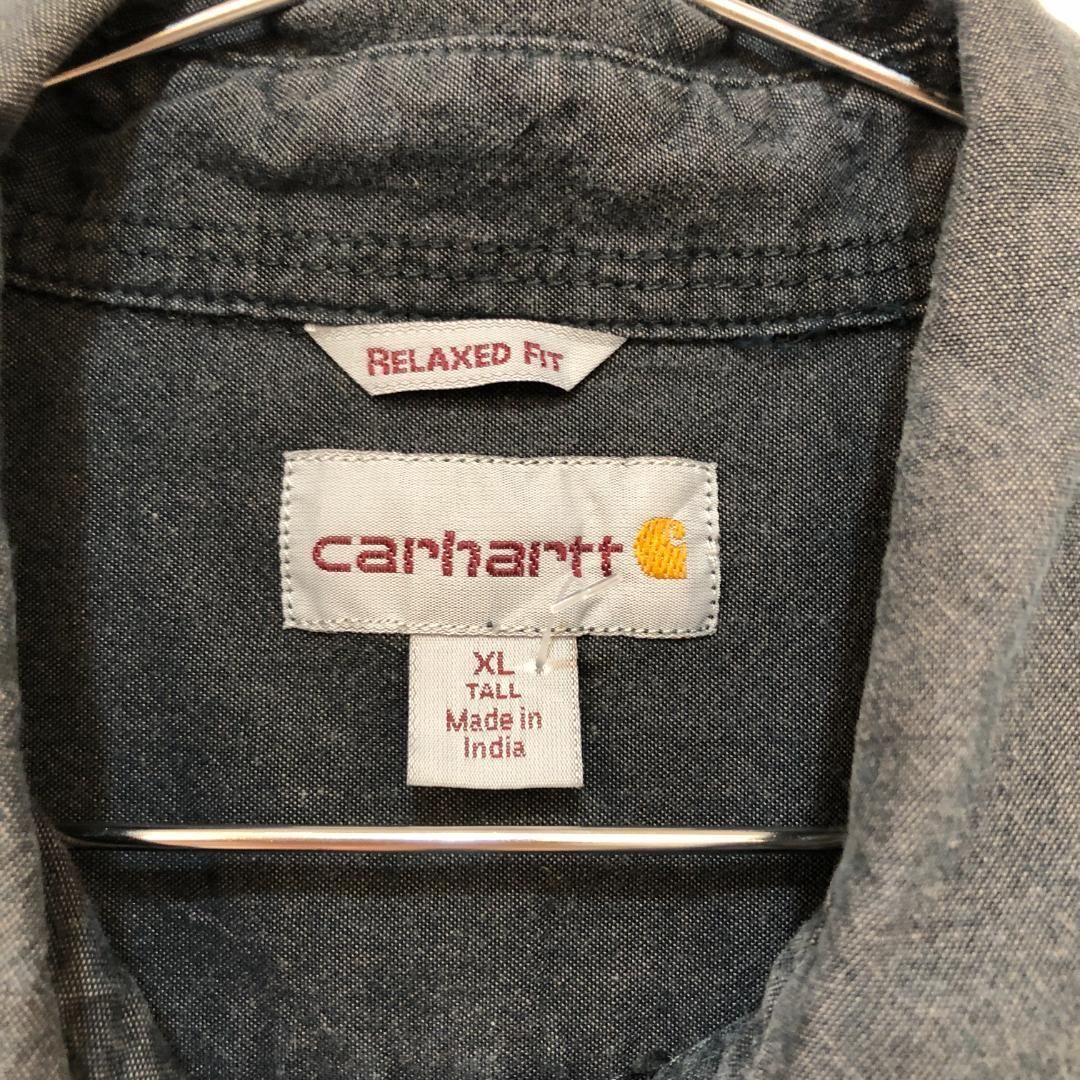 RELAXED FIT
carhartt
XL
TALL
Made in
India